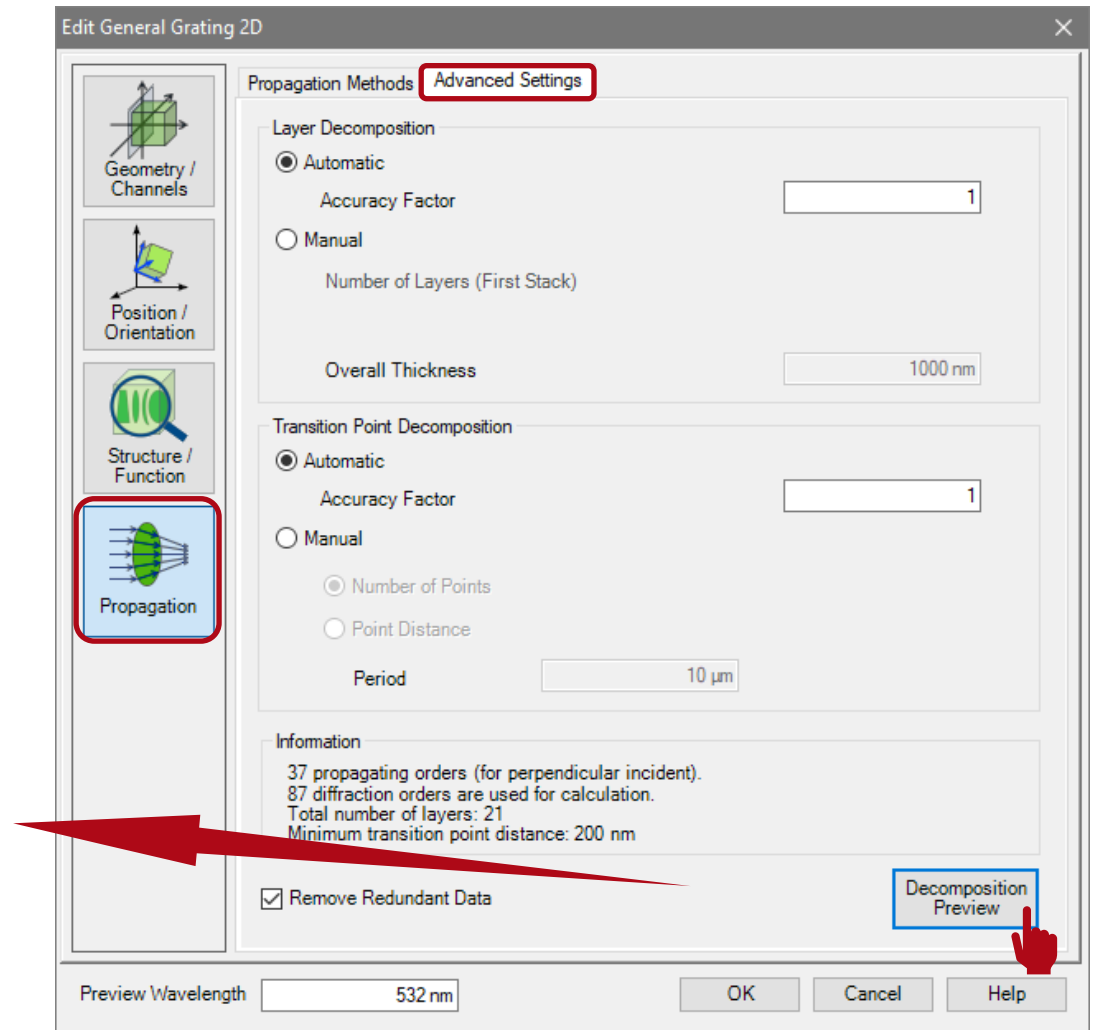 Edit General Grating 2D
Geometry /
Channels
Position /
Orientation
Structure /
Function
Propagation
Propagation Methods
Advanced Settings
Layer Decomposition
Automatic
Accuracy Factor
1
Manual
Number of Layers (First Stack)
Overall Thickness
1000 nm
Transition Point Decomposition
Automatic
Accuracy Factor
1
Manual
Number of Points
Point Distance
Period
10 µm
Information
37 propagating orders (for perpendicular incident).
87 diffraction orders are used for calculation.
Total number of layers: 21
Minimum transition point distance: 200 nm
Remove Redundant Data
Decomposition
Preview
Preview Wavelength
532 nm
OK
Cancel
Help